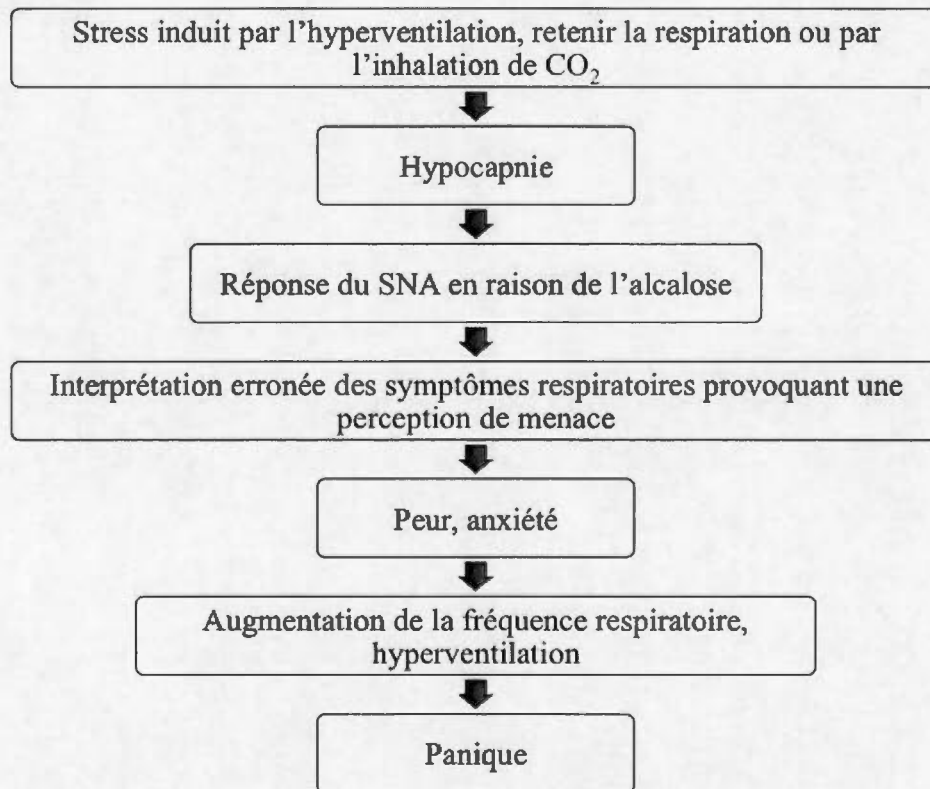 Stress induit par l'hyperventilation, retenir la respiration ou par
l'inhalation de CO₂
Hypocapnie
Réponse du SNA en raison de l'alcalose
Interprétation erronée des symptômes respiratoires provoquant une
perception de menace
Peur, anxiété
Augmentation de la fréquence respiratoire,
hyperventilation
Panique